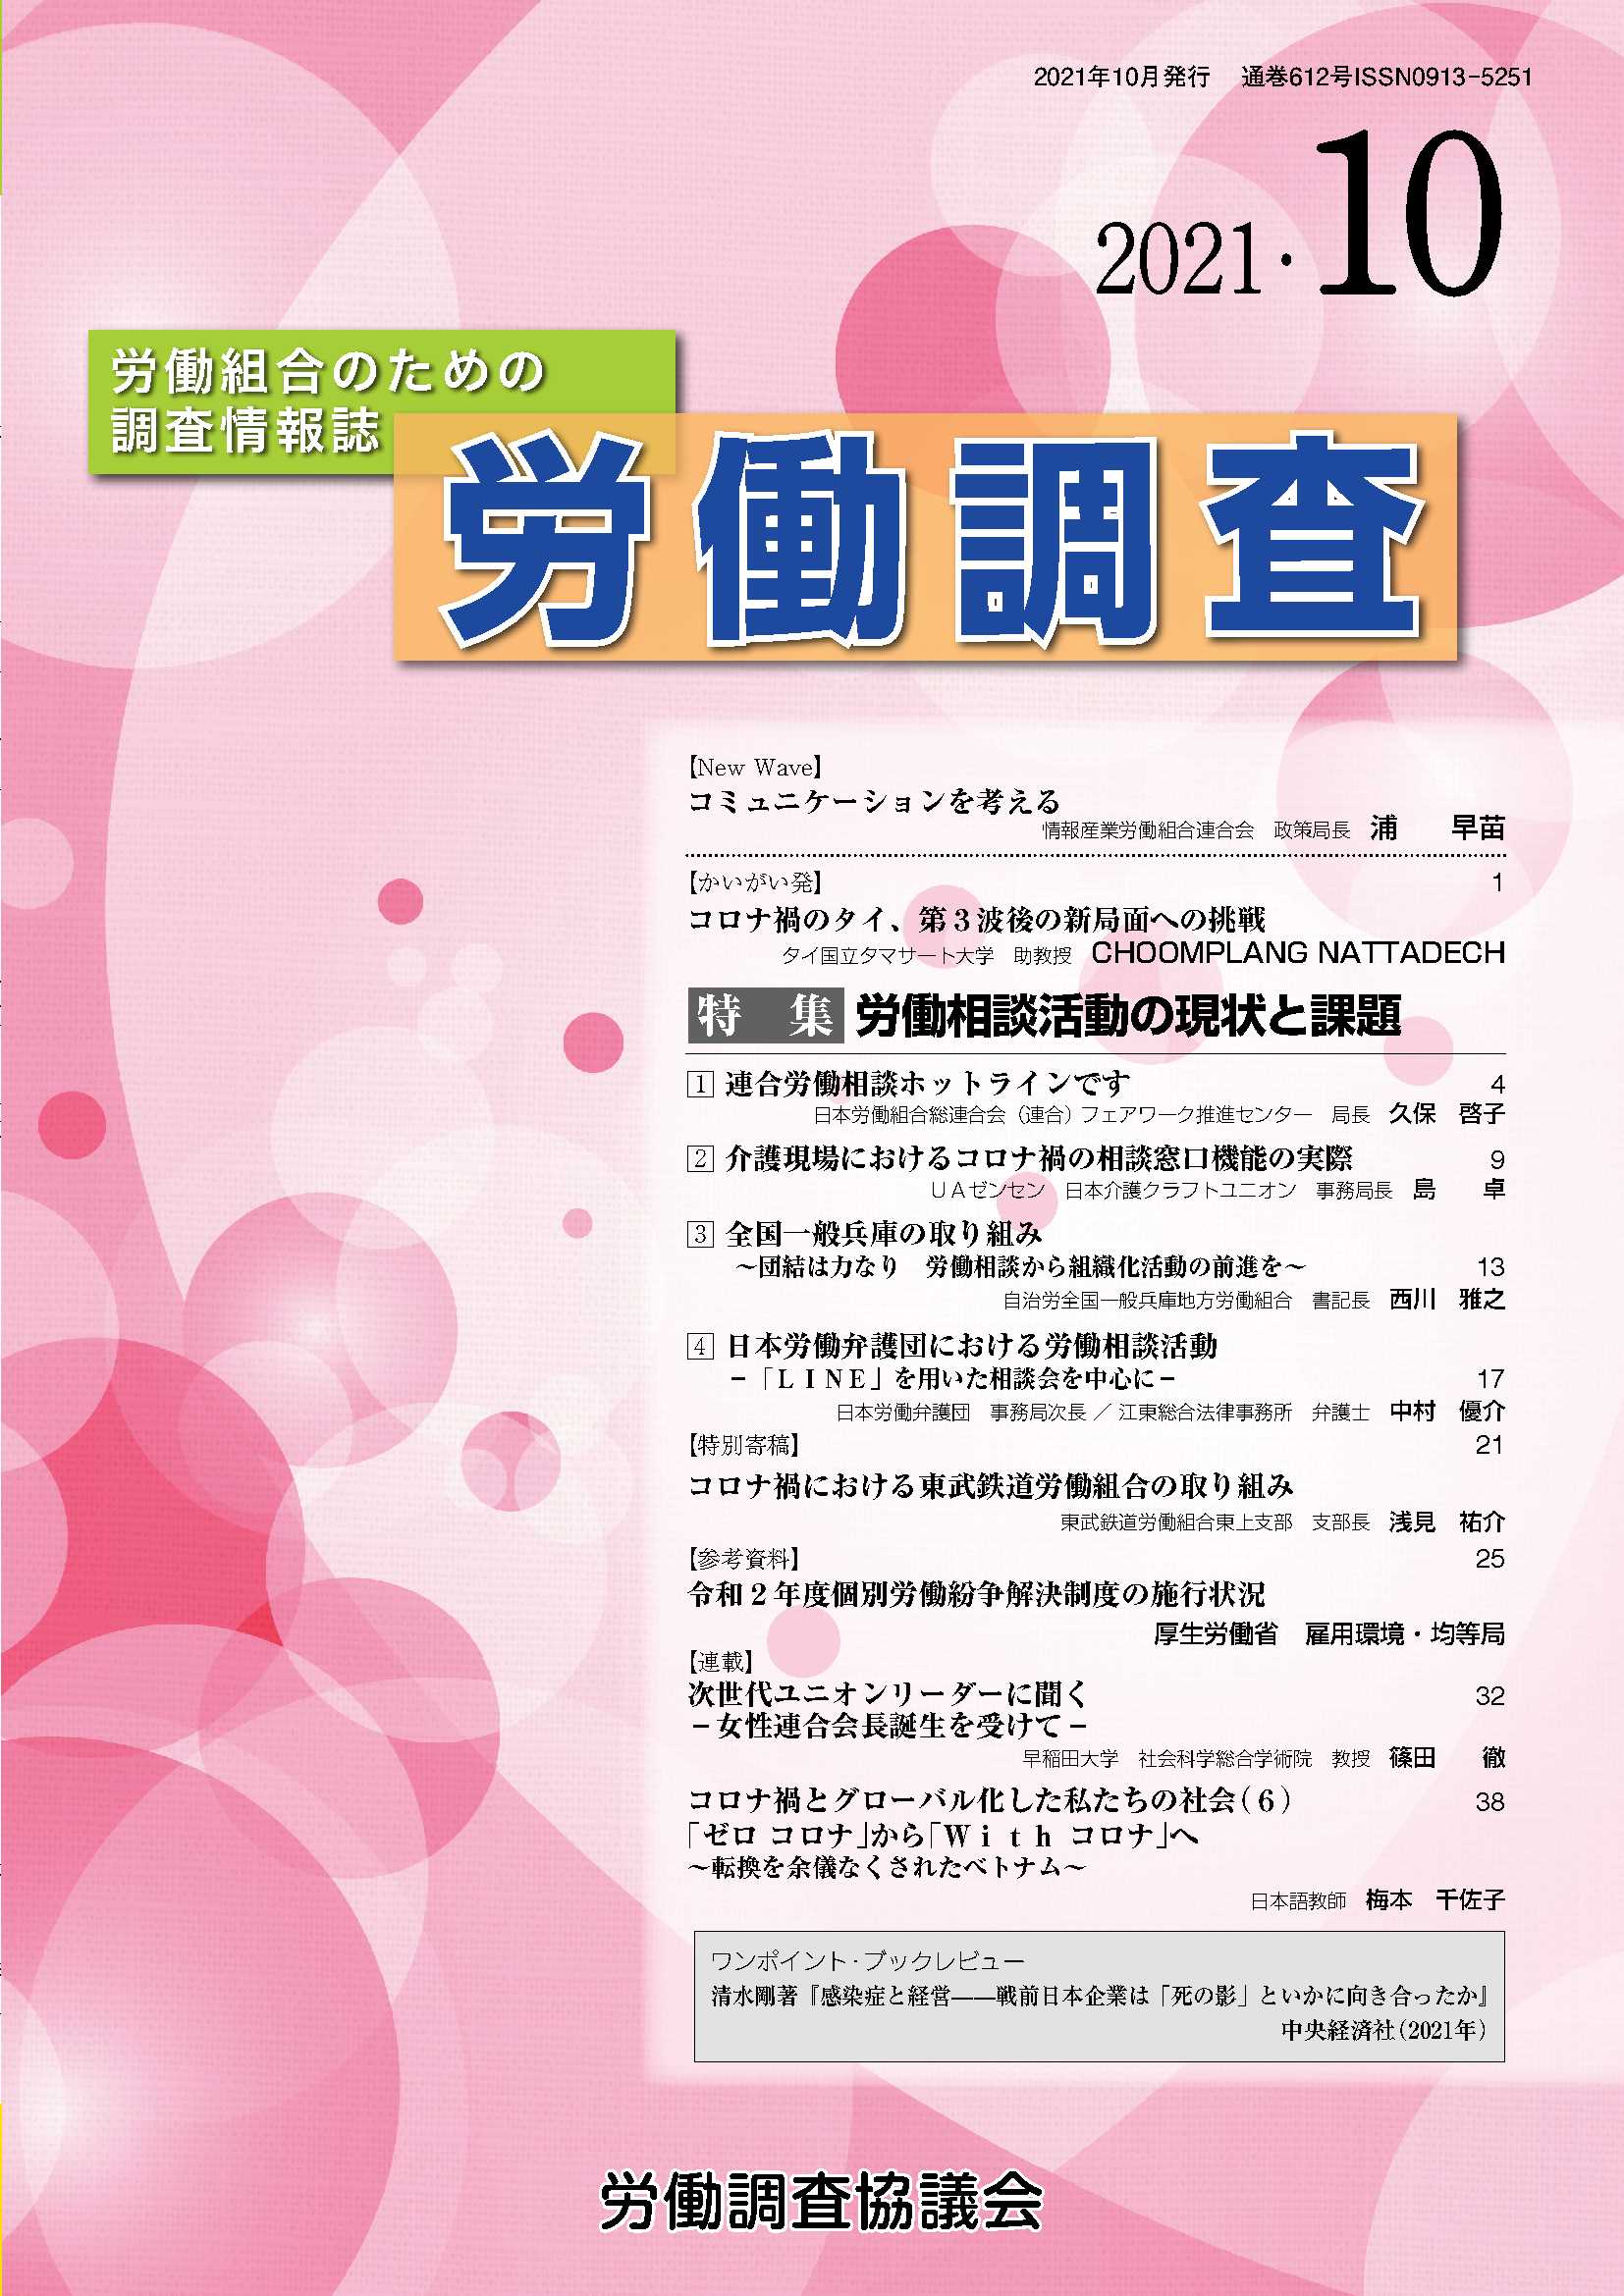 2021年10月発行　通巻612号ISSN0913-5251
2021・10
労働組合のための
調査情報誌
労働調査
【New Wave】
コミュニケーションを考える
情報産業労働組合連合会　政策局長　浦　早苗
【かいがい発】　1
コロナ禍のタイ、第３波後の新局面への挑戦
タイ国立タマサート大学　助教授　CHOOMPLANG NATTADECH
特　集　労働相談活動の現状と課題
1 連合労働相談ホットラインです　4
日本労働組合総連合会（連合）フェアワーク推進センター　局長　久保　啓子
2 介護現場におけるコロナ禍の相談窓口機能の実際　9
ＵＡゼンセン　日本介護クラフトユニオン　事務局長　島　卓
3 全国一般兵庫の取り組み
～団結は力なり　労働相談から組織化活動の前進を～　13
自治労全国一般兵庫地方労働組合　書記長　西川　雅之
4 日本労働弁護団における労働相談活動
－「ＬＩＮＥ」を用いた相談会を中心に－　17
日本労働弁護団　事務局次長／江東総合法律事務所　弁護士　中村　優介
【特別寄稿】　21
コロナ禍における東武鉄道労働組合の取り組み
東武鉄道労働組合東上支部　支部長　浅見　祐介
【参考資料】　25
令和２年度個別労働紛争解決制度の施行状況
厚生労働省　雇用環境・均等局
【連載】
次世代ユニオンリーダーに聞く　32
－女性連合会長誕生を受けて－
早稲田大学　社会科学総合学術院　教授　篠田　徹
コロナ禍とグローバル化した私たちの社会（６）　38
「ゼロ コロナ」から「Ｗｉｔｈ コロナ」へ
～転換を余儀なくされたベトナム～
日本語教師　梅本　千佐子
ワンポイント・ブックレビュー
清水剛著『感染症と経営――戦前日本企業は「死の影」といかに向き合ったか』
中央経済社（2021年）
労働調査協議会